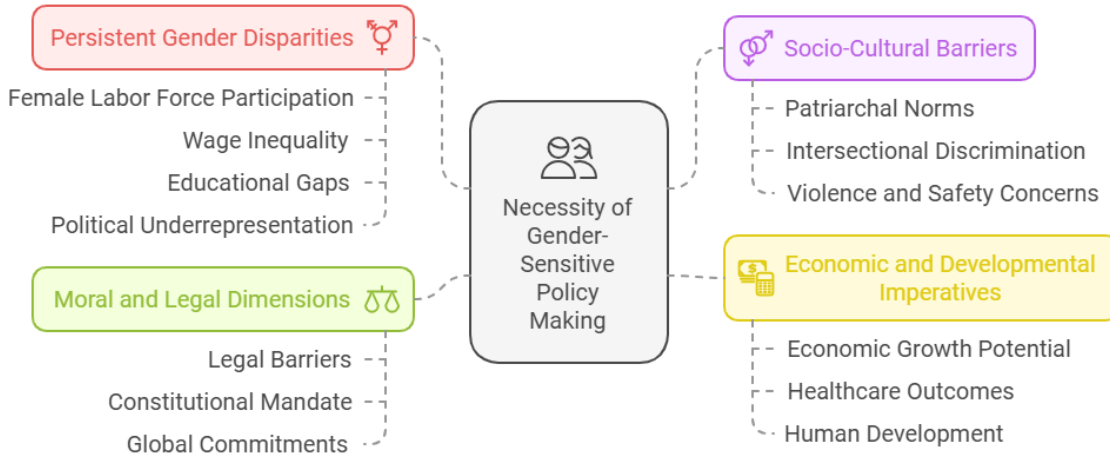 Persistent Gender Disparities
Female Labor Force Participation
Wage Inequality
Educational Gaps
Political Underrepresentation
Moral and Legal Dimensions
Legal Barriers
Constitutional Mandate
Global Commitments
Necessity of
Gender-
Sensitive
Policy
Making
Socio-Cultural Barriers
Patriarchal Norms
Intersectional Discrimination
Violence and Safety Concerns
Economic and Developmental
Imperatives
Economic Growth Potential
Healthcare Outcomes
Human Development